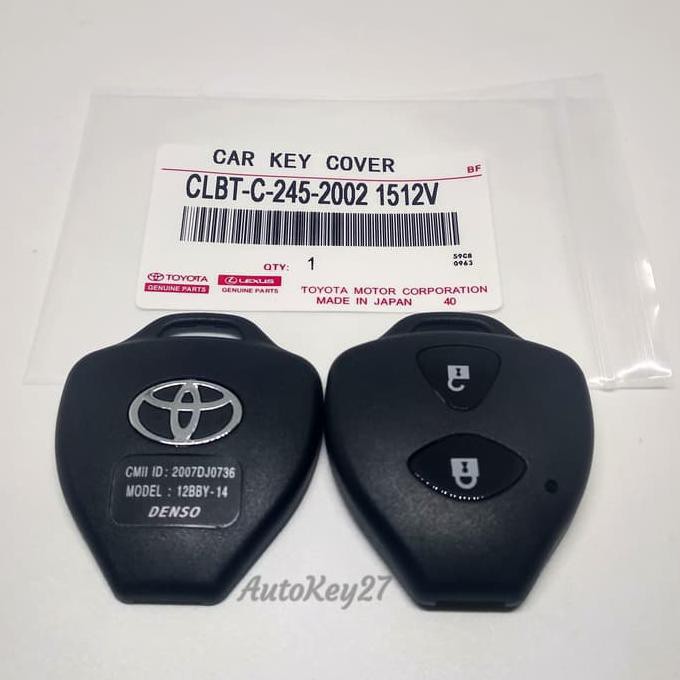 CAR KEY COVER
BF
CLBT-C-245-2002 1512V
59C8
0963
QTY: 1
TOYOTA
GENUINE PARTS
LEXUS
GENUINE PARTS
TOYOTA MOTOR CORPORATION
MADE IN JAPAN 40
CMII ID: 2007DJ0736
MODEL : 12BBY-14
DENSO
AutoKey27